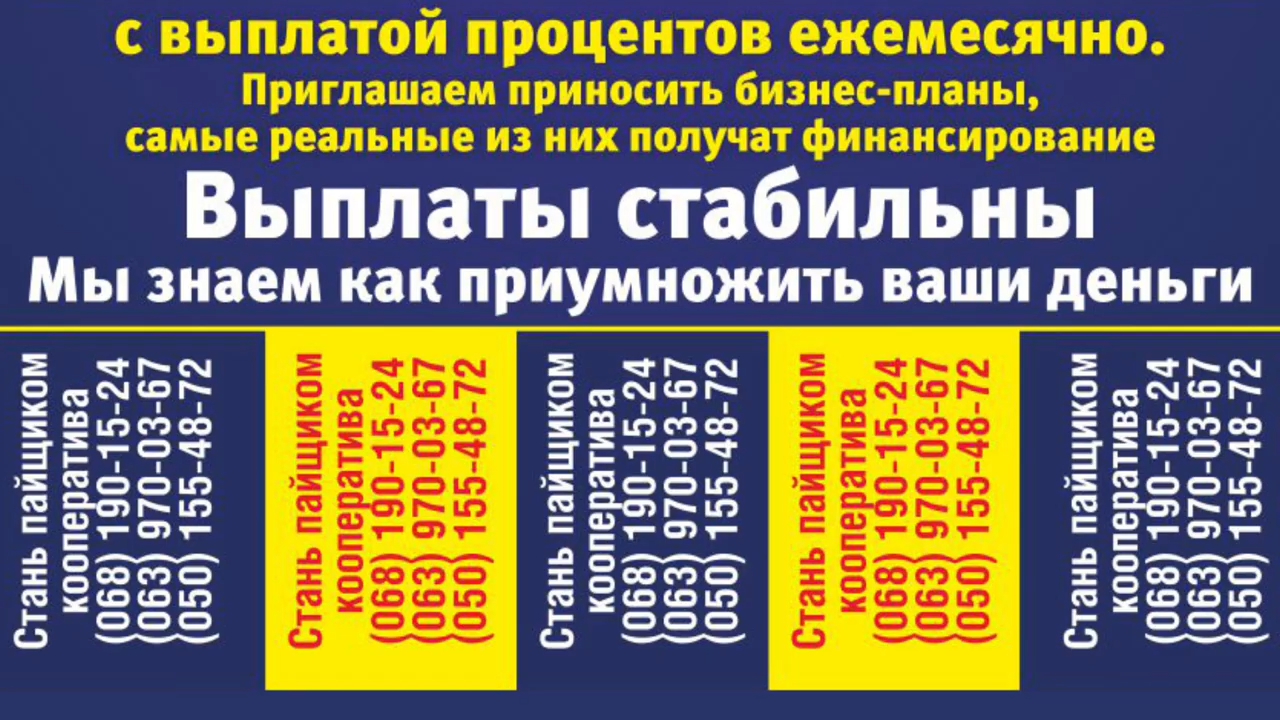 с выплатой процентов ежемесячно.
Приглашаем приносить бизнес-планы,
самые реальные из них получат финансирование
Выплаты стабильны
Мы знаем как приумножить ваши деньги
Стань пайщиком
кооператива
(068) 190-15-24
(063) 970-03-67
(050) 155-48-72
Стань пайщиком
кооператива
(068) 190-15-24
(063) 970-03-67
(050) 155-48-72
Стань пайщиком
кооператива
(068) 190-15-24
(063) 970-03-67
(050) 155-48-72
Стань пайщиком
кооператива
(068) 190-15-24
(063) 970-03-67
(050) 155-48-72
Стань пайщиком
кооператива
(068) 190-15-24
(063) 970-03-67
(050) 155-48-72